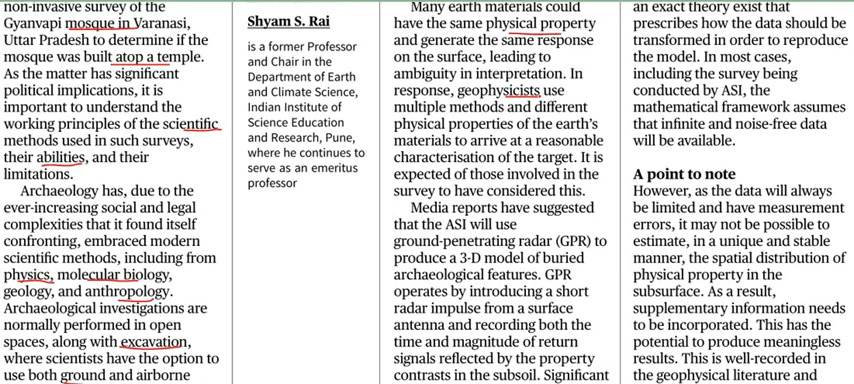 non-invasive survey of the
Gyanvapi mosque in Varanasi,
Uttar Pradesh to determine if the
mosque was built atop a temple.
As the matter has significant
political implications, it is
important to understand the
working principles of the scientific
methods used in such surveys,
their abilities, and their
limitations.
Archaeology has, due to the
ever-increasing social and legal
complexities that it found itself
confronting, embraced modern
scientific methods, including from
physics, molecular biology,
geology, and anthropology.
Archaeological investigations are
normally performed in open
spaces, along with excavation,
where scientists have the option to
use both ground and airborne
Shyam S. Rai
is a former Professor
and Chair in the
Department of Earth
and Climate Science,
Indian Institute of
Science Education
and Research, Pune,
where he continues to
serve as an emeritus
professor
Many earth materials could
have the same physical property
and generate the same response
on the surface, leading to
ambiguity in interpretation. In
response, geophysicists use
multiple methods and different
physical properties of the earth's
materials to arrive at a reasonable
characterisation of the target. It is
expected of those involved in the
survey to have considered this.
Media reports have suggested
that the ASI will use
ground-penetrating radar (GPR) to
produce a 3-D model of buried
archaeological features. GPR
operates by introducing a short
radar impulse from a surface
antenna and recording both the
time and magnitude of return
signals reflected by the property
contrasts in the subsoil. Significant
an exact theory exist that
prescribes how the data should be
transformed in order to reproduce
the model. In most cases,
including the survey being
conducted by ASI, the
mathematical framework assumes
that infinite and noise-free data
will be available.
A point to note
However, as the data will always
be limited and have measurement
errors, it may not be possible to
estimate, in a unique and stable
manner, the spatial distribution of
physical property in the
subsurface. As a result,
supplementary information needs
to be incorporated. This has the
potential to produce meaningless
results. This is well-recorded in
the geophysical literature and